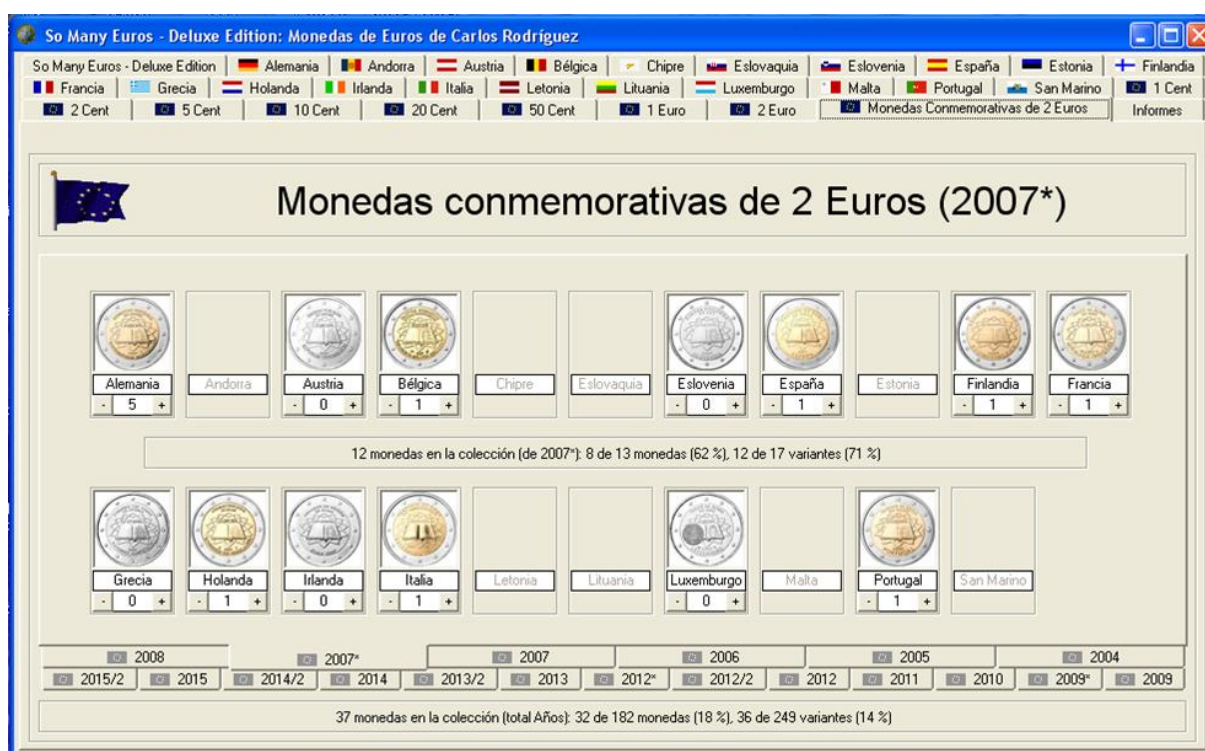 So Many Euros - Deluxe Edition: Monedas de Euros de Carlos Rodríguez
So Many Euros - Deluxe Edition Alemania Andorra Austria Bélgica Chipre Eslovaquia Eslovenia España Estonia Finlandia
Francia Grecia Holanda Irlanda Italia Letonia Lituania Luxemburgo Malta Portugal San Marino 1 Cent
2 Cent 5 Cent 10 Cent 20 Cent 50 Cent 1 Euro 2 Euro Monedas Conmemorativas de 2 Euros Informes
Monedas conmemorativas de 2 Euros (2007*)
Alemania Andorra Austria Bélgica Chipre Eslovaquia Eslovenia España Estonia Finlandia Francia
- 5 + - 0 + - 1 + - 0 + - 1 + - 1 + - 1 +
12 monedas en la colección (de 2007*): 8 de 13 monedas (62 %), 12 de 17 variantes (71 %)
Grecia Holanda Irlanda Italia Letonia Lituania Luxemburgo Malta Portugal San Marino
- 0 + - 1 + - 0 + - 1 + - 0 + - 1 +
2008 2007* 2007 2006 2005 2004
2015/2 2015 2014/2 2014 2013/2 2013 2012* 2012/2 2012 2011 2010 2009* 2009
37 monedas en la colección (total Años): 32 de 182 monedas (18 %), 36 de 249 variantes (14 %)